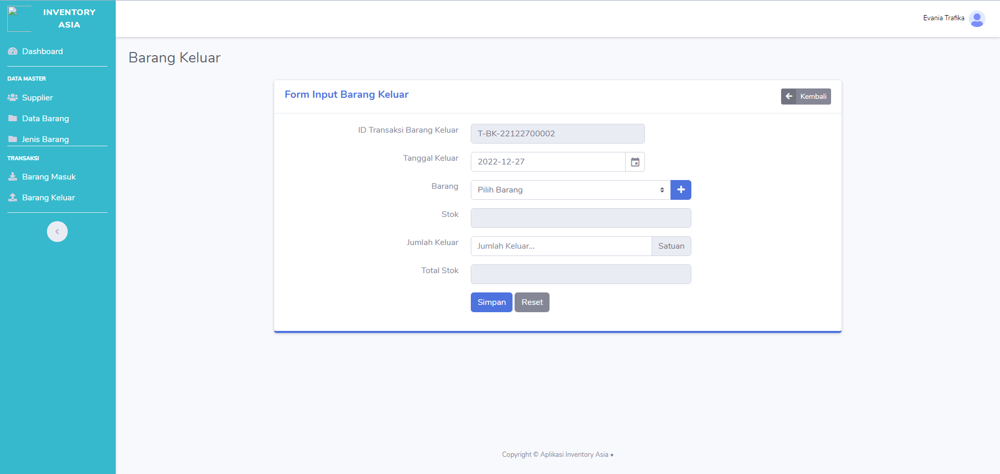 INVENTORY
ASIA
Evania Trafika
Dashboard
DATA MASTER
Supplier
Data Barang
Jenis Barang
TRANSAKSI
Barang Masuk
Barang Keluar
Barang Keluar
Form Input Barang Keluar
Kembali
ID Transaksi Barang Keluar
T-BK-22122700002
Tanggal Keluar
2022-12-27
Barang
Pilih Barang
Stok
Jumlah Keluar
Jumlah Keluar...
Satuan
Total Stok
Simpan
Reset
Copyright © Aplikasi Inventory Asia •